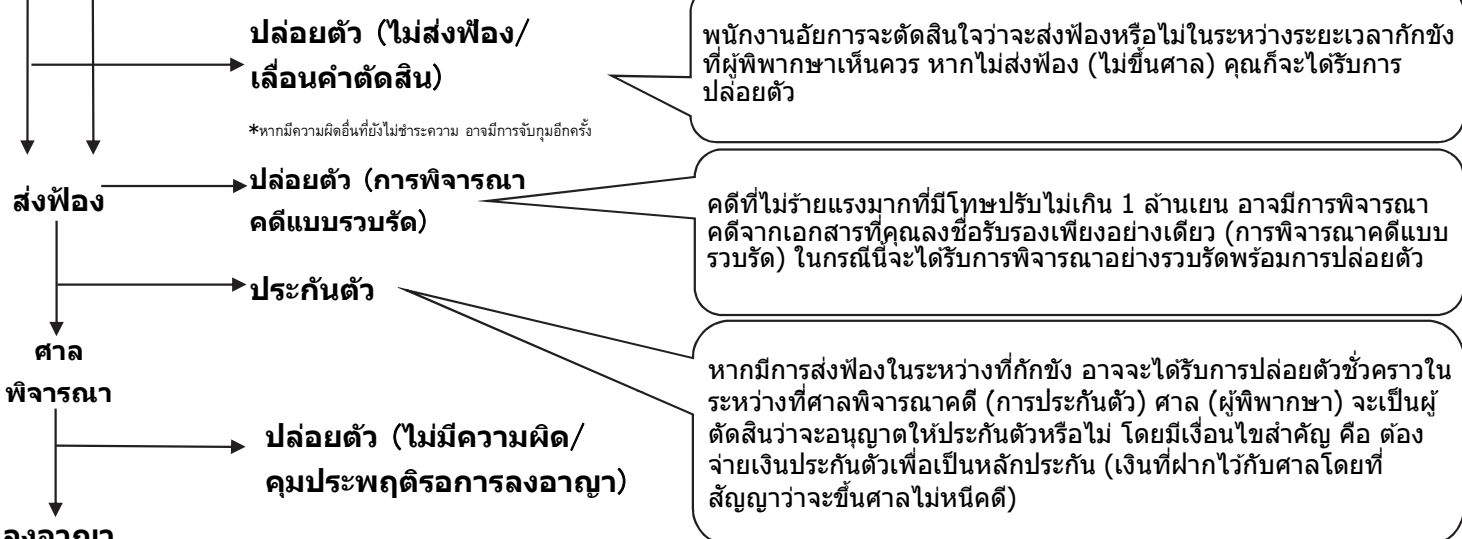 ปล่อยตัว (ไม่ส่งฟ้อง/
เลื่อนคำตัดสิน)
*หากมีความผิดอื่นที่ยังไม่ชำระความ อาจมีการจับกุมอีกครั้ง
พนักงานอัยการจะตัดสินใจว่าจะส่งฟ้องหรือไม่ในระหว่างระยะเวลากักขัง
ที่ผู้พิพากษาเห็นควร หากไม่ส่งฟ้อง (ไม่ขึ้นศาล) คุณก็จะได้รับการ
ปล่อยตัว
ส่งฟ้อง
ปล่อยตัว (การพิจารณา
คดีแบบรวบรัด)
คดีที่ไม่ร้ายแรงมากที่มีโทษปรับไม่เกิน 1 ล้านเยน อาจมีการพิจารณา
คดีจากเอกสารที่คุณลงชื่อรับรองเพียงอย่างเดียว (การพิจารณาคดีแบบ
รวบรัด) ในกรณีนี้จะได้รับการพิจารณาอย่างรวบรัดพร้อมการปล่อยตัว
ประกันตัว
หากมีการส่งฟ้องในระหว่างที่กักขัง อาจจะได้รับการปล่อยตัวชั่วคราวใน
ระหว่างที่ศาลพิจารณาคดี (การประกันตัว) ศาล (ผู้พิพากษา) จะเป็นผู้
ตัดสินว่าจะอนุญาตให้ประกันตัวหรือไม่ โดยมีเงื่อนไขสำคัญ คือ ต้อง
จ่ายเงินประกันตัวเพื่อเป็นหลักประกัน (เงินที่ฝากไว้กับศาลโดยที่
สัญญาว่าจะขึ้นศาลไม่หนีคดี)
ศาล
พิจารณา
ปล่อยตัว (ไม่มีความผิด/
คุมประพฤติรอการลงอาญา)